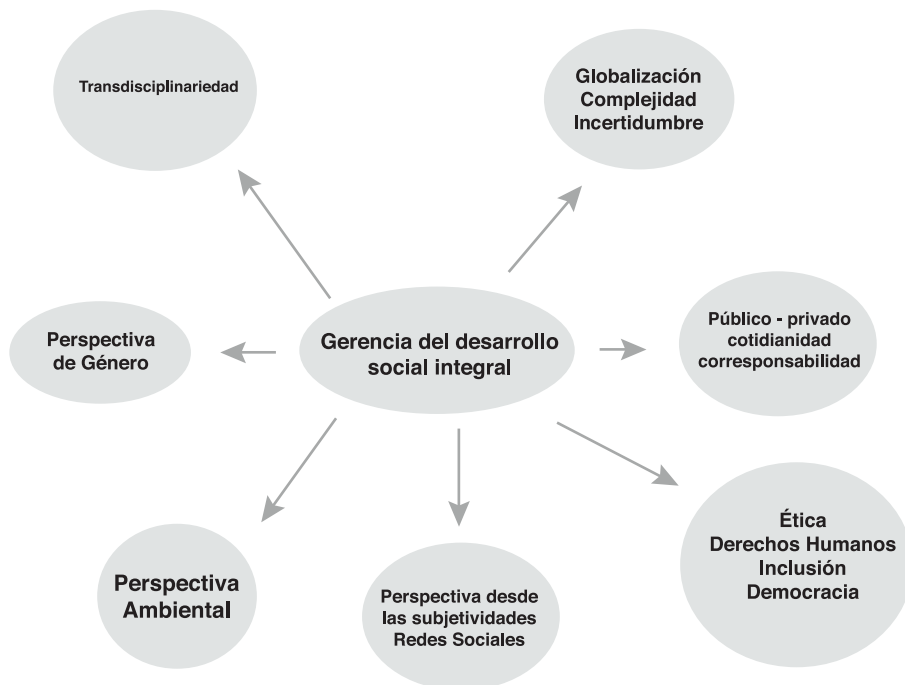 Transdisciplinariedad
Globalización
Complejidad
Incertidumbre
Gerencia del desarrollo
social integral
Perspectiva
de Género
Público - privado
cotidianidad
corresponsabilidad
Perspectiva
Ambiental
Perspectiva desde
las subjetividades
Redes Sociales
Ética
Derechos Humanos
Inclusión
Democracia